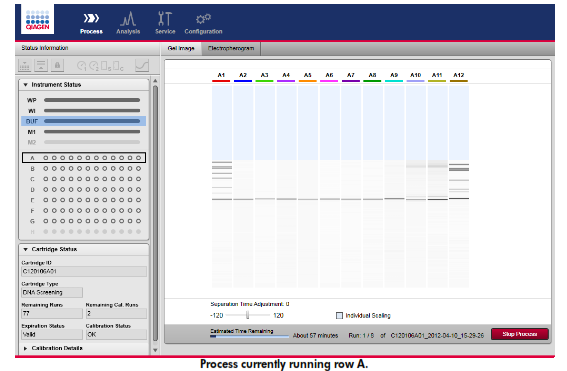 QIAGEN
Process Analysis Service Configuration
Status Information
Gel Image Electropherogram
Instrument Status
WP
WI
BUF
M1
M2
A
B
C
D
E
F
G
H
Cartridge Status
Cartridge ID
C120106A01
Cartridge Type
DNA Screening
Remaining Runs Remaining Cal. Runs
77 2
Expiration Status Calibration Status
Valid OK
Calibration Details
A1 A2 A3 A4 A5 A6 A7 A8 A9 A10 A11 A12
Separation Time Adjustment: 0
-120 120 Individual Scaling
Estimated Time Remaining
About 57 minutes Run: 1 / 8 of C120106A01_2012-04-10_15-29-26 Stop Process
Process currently running row A.